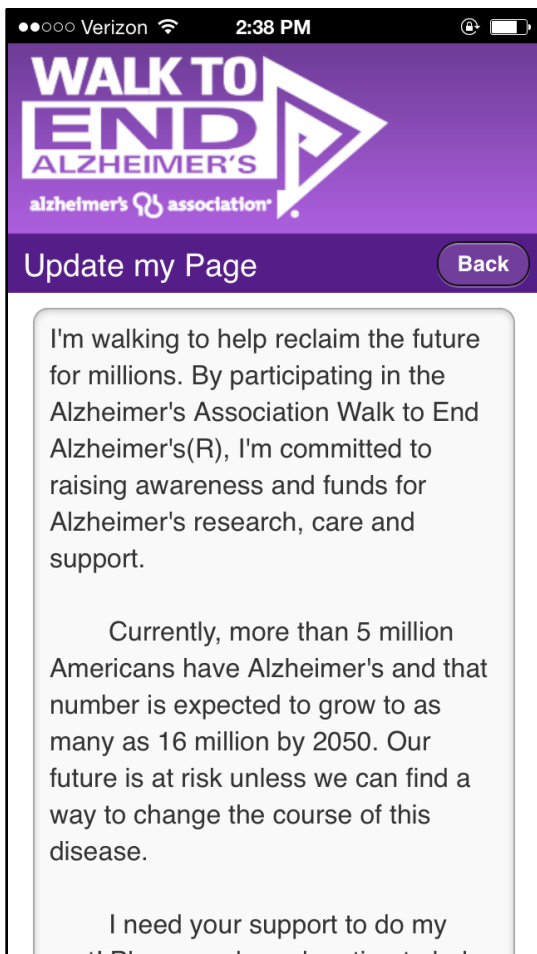 Verizon 2:38 PM
WALK TO
END
ALZHEIMER'S
alzheimer's association
Update my Page Back
I'm walking to help reclaim the future
for millions. By participating in the
Alzheimer's Association Walk to End
Alzheimer's(R), I'm committed to
raising awareness and funds for
Alzheimer's research, care and
support.
Currently, more than 5 million
Americans have Alzheimer's and that
number is expected to grow to as
many as 16 million by 2050. Our
future is at risk unless we can find a
way to change the course of this
disease.
I need your support to do my